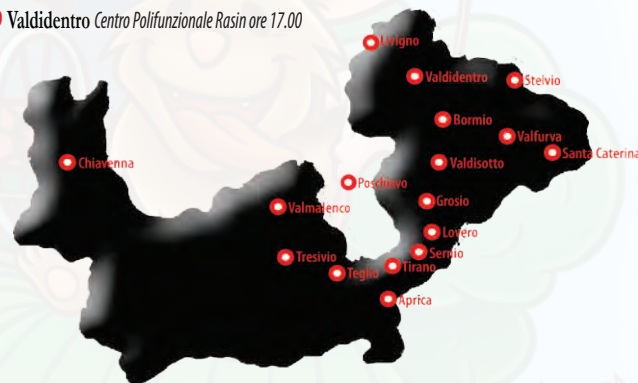 Valdidentro Centro Polifunzionale Rasin ore 17.00
Livigno
Valdidentro
Stelvio
Bormio
Valfurva
Santa Caterina
Chiavenna
Valdisotto
Poschiavo
Grosio
Valmalenco
Lovero
Sernio
Tresivio
Tirano
Teglio
Aprica